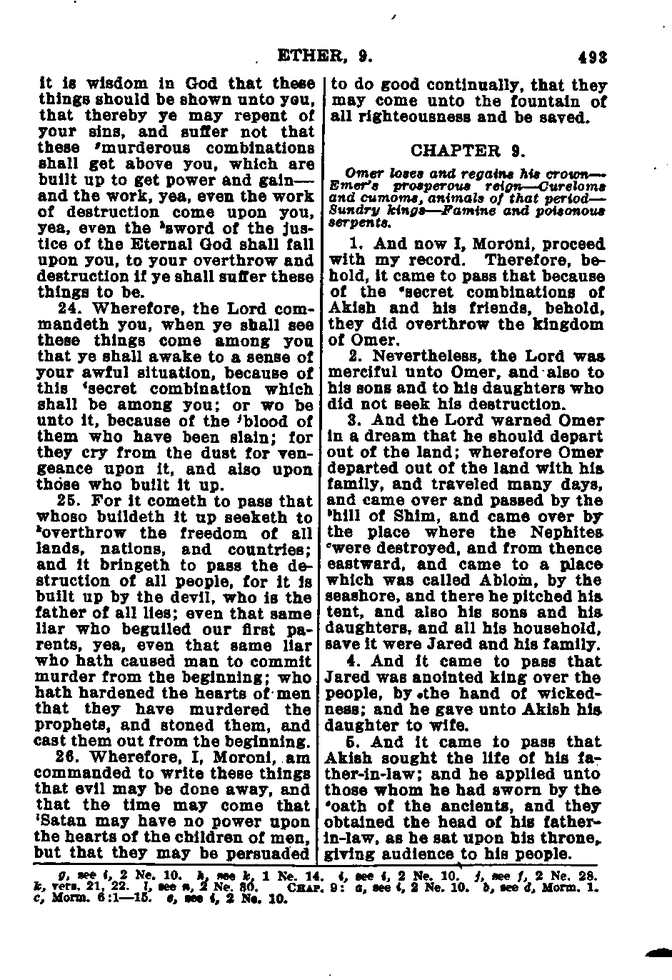 ETHER, 9. 493
it is wisdom in God that these
things should be shown unto you,
that thereby ye may repent of
your sins, and suffer not that
these ᵍmurderous combinations
shall get above you, which are
built up to get power and gain—
and the work, yea, even the work
of destruction come upon you,
yea, even the ʰsword of the jus-
tice of the Eternal God shall fall
upon you, to your overthrow and
destruction if ye shall suffer these
things to be.
24. Wherefore, the Lord com-
mandeth you, when ye shall see
these things come among you
that ye shall awake to a sense of
your awful situation, because of
this ⁱsecret combination which
shall be among you; or wo be
unto it, because of the ʲblood of
them who have been slain; for
they cry from the dust for ven-
geance upon it, and also upon
those who built it up.
25. For it cometh to pass that
whoso buildeth it up seeketh to
ᵏoverthrow the freedom of all
lands, nations, and countries;
and it bringeth to pass the de-
struction of all people, for it is
built up by the devil, who is the
father of all lies; even that same
liar who beguiled our first pa-
rents, yea, even that same liar
who hath caused man to commit
murder from the beginning; who
hath hardened the hearts of men
that they have murdered the
prophets, and stoned them, and
cast them out from the beginning.
26. Wherefore, I, Moroni, am
commanded to write these things
that evil may be done away, and
that the time may come that
ˡSatan may have no power upon
the hearts of the children of men,
but that they may be persuaded
to do good continually, that they
may come unto the fountain of
all righteousness and be saved.
CHAPTER 9.
Omer loses and regains his crown—
Emer's prosperous reign—Cureloms
and cumoms, animals of that period—
Sundry kings—Famine and poisonous
serpents.
1. And now I, Moroni, proceed
with my record. Therefore, be-
hold, it came to pass that because
of the ᵃsecret combinations of
Akish and his friends, behold,
they did overthrow the kingdom
of Omer.
2. Nevertheless, the Lord was
merciful unto Omer, and also to
his sons and to his daughters who
did not seek his destruction.
3. And the Lord warned Omer
in a dream that he should depart
out of the land; wherefore Omer
departed out of the land with his
family, and traveled many days,
and came over and passed by the
ᵇhill of Shim, and came over by
the place where the Nephites
ᶜwere destroyed, and from thence
eastward, and came to a place
which was called Ablom, by the
seashore, and there he pitched his
tent, and also his sons and his
daughters, and all his household,
save it were Jared and his family.
4. And it came to pass that
Jared was anointed king over the
people, by the hand of wicked-
ness; and he gave unto Akish his
daughter to wife.
5. And it came to pass that
Akish sought the life of his fa-
ther-in-law; and he applied unto
those whom he had sworn by the
ᵉoath of the ancients, and they
obtained the head of his father-
in-law, as he sat upon his throne,
giving audience to his people.
g, see i, 2 Ne. 10. h, see k, 1 Ne. 14. i, see i, 2 Ne. 10. j, see f, 2 Ne. 28.
k, vers. 21, 22. l, see n, 2 Ne. 30. CHAP. 9: a, see i, 2 Ne. 10. b, see d, Morm. 1.
c, Morm. 6:1—15. e, see i, 2 Ne. 10.